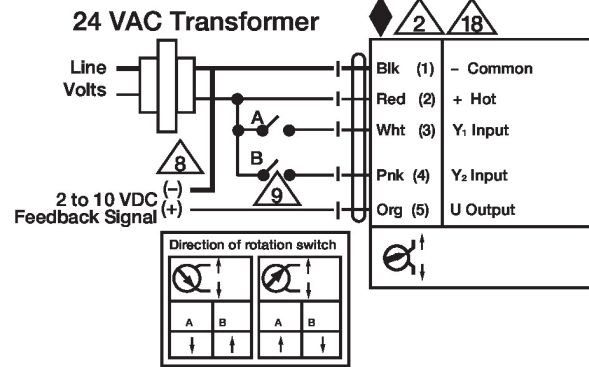 24 VAC Transformer
2
18
Line
Volts
Blk (1) – Common
Red (2) + Hot
A
Wht (3) Y₁ Input
B
8
9
Pnk (4) Y₂ Input
2 to 10 VDC (–)
Feedback Signal (+)
Org (5) U Output
Direction of rotation switch
A B A B